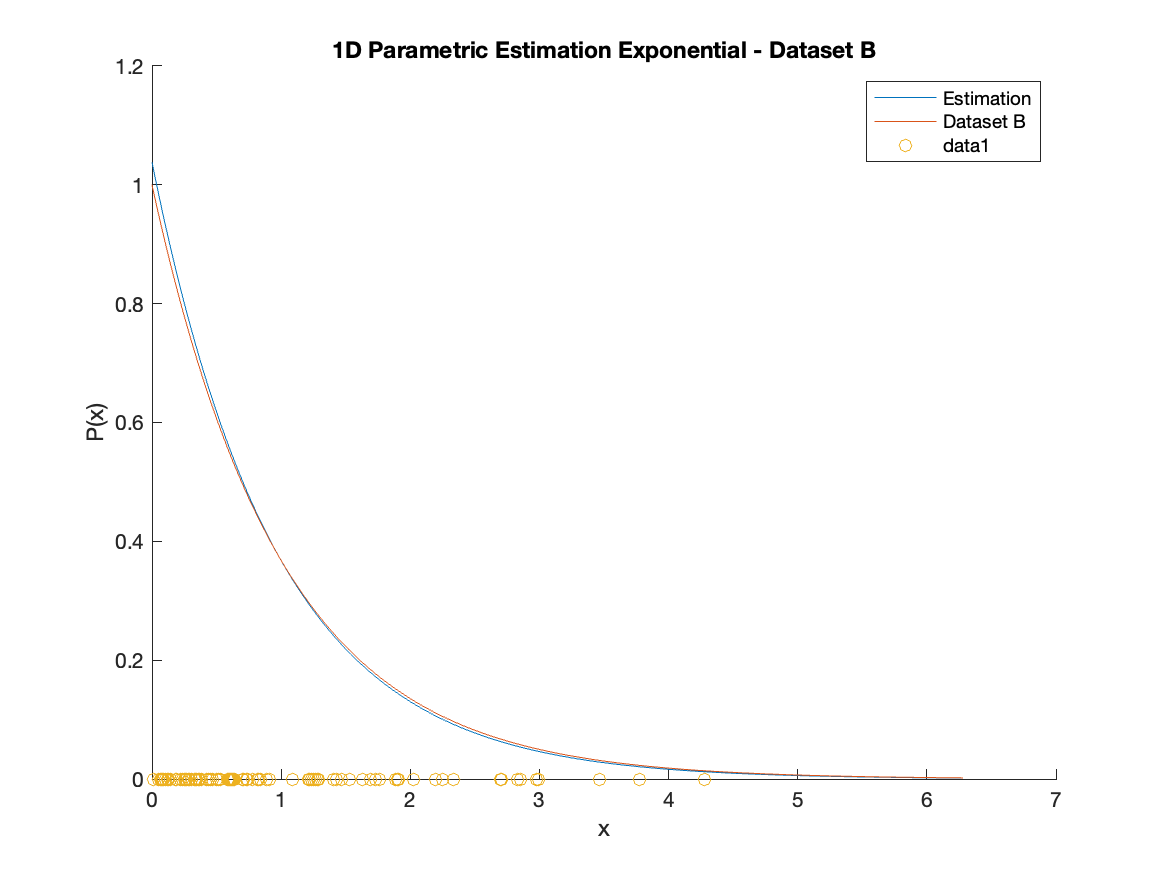 1D Parametric Estimation Exponential - Dataset B
Estimation
Dataset B
data1
1.2
1
0.8
0.6
0.4
0.2
0
P(x)
0 1 2 3 4 5 6 7
x